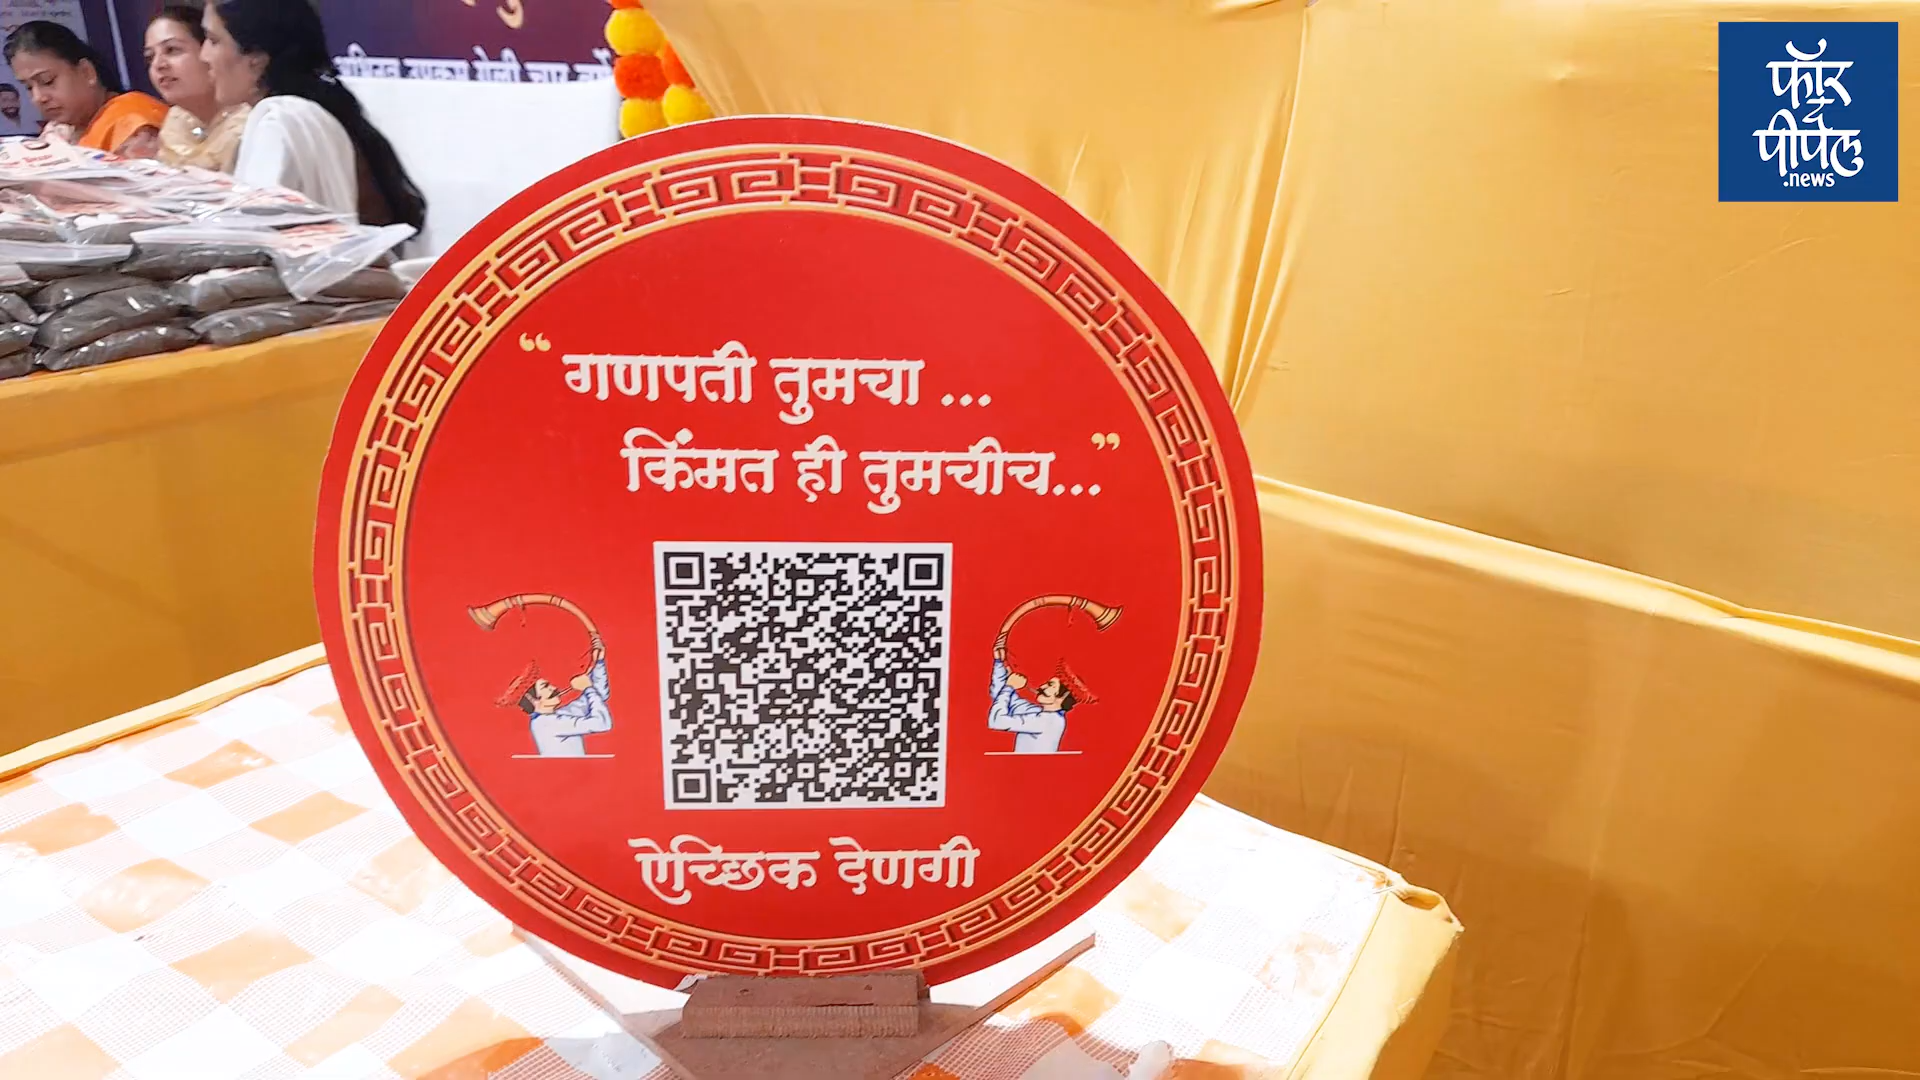 फॉर
पीपल
.news
“ गणपती तुमचा ...
किंमत ही तुमचीच... ”
ऐच्छिक देणगी